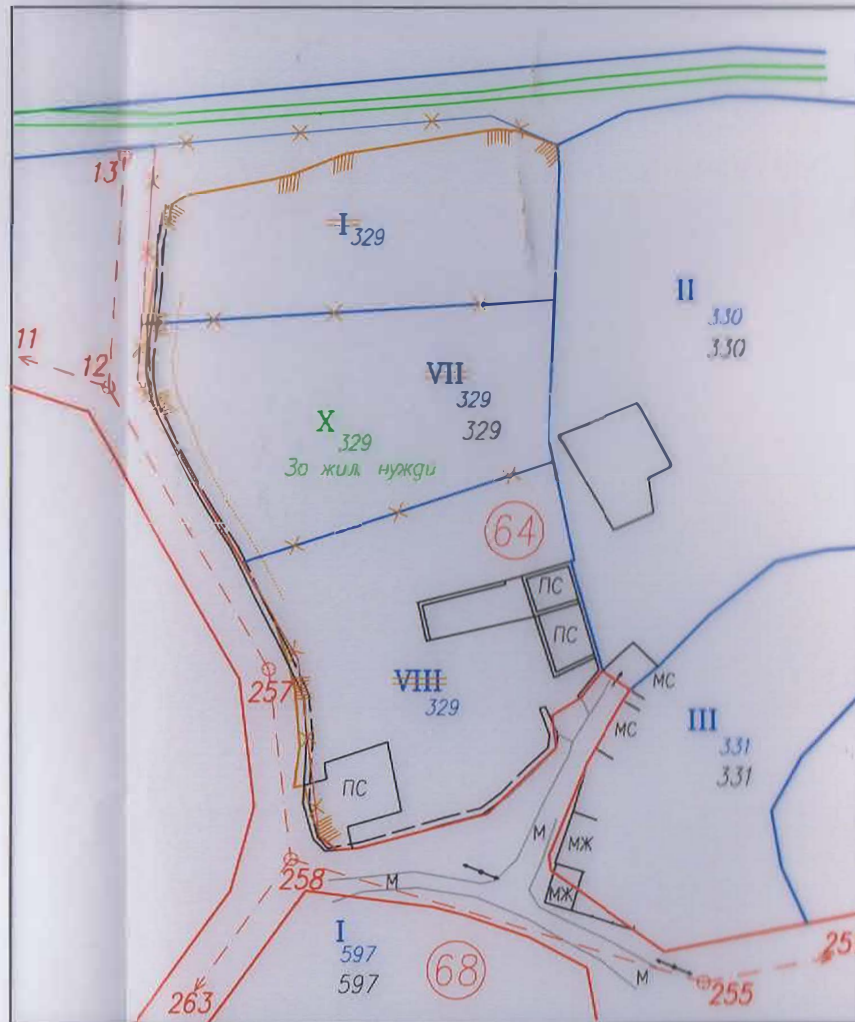 13
I 329
II 330
330
11
12
VII 329
329
X 329
За жил. нужди
64
ПС
ПС
257
VIII 329
МС
МС
III 331
331
ПС
М
МЖ
258
М
МЖ
I 597
597
68
263
М
255
25